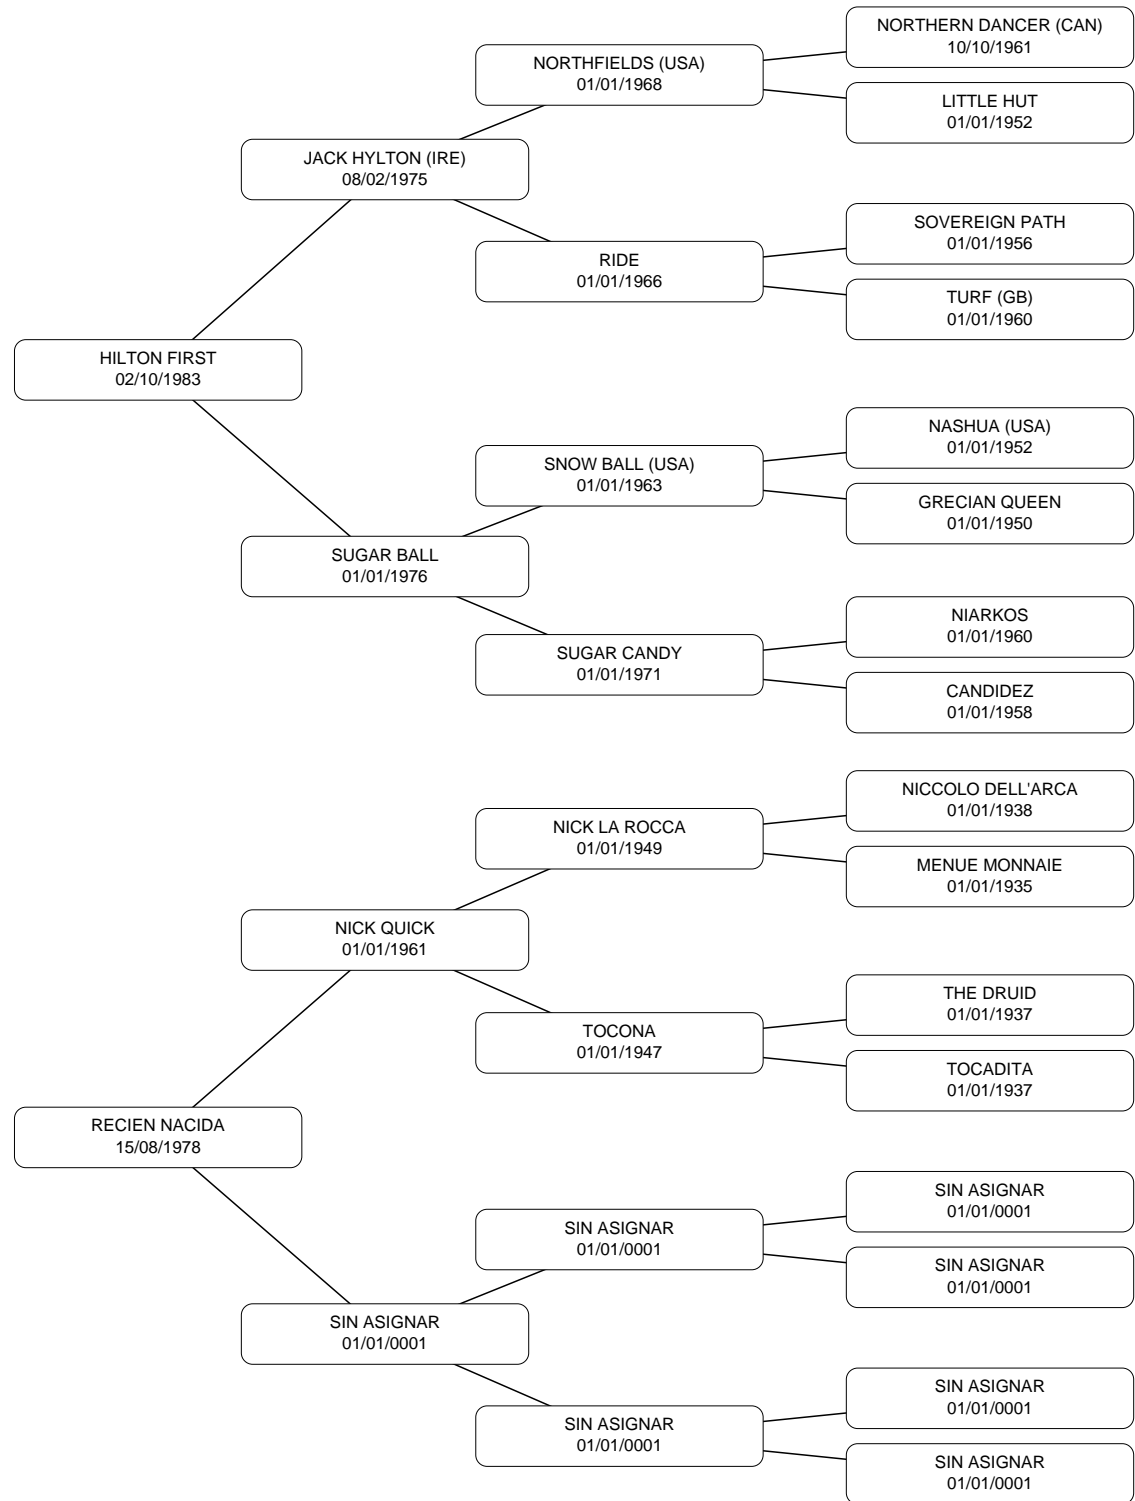 NORTHERN DANCER (CAN)
10/10/1961
NORTHFIELDS (USA)
01/01/1968
LITTLE HUT
01/01/1952
JACK HYLTON (IRE)
08/02/1975
SOVEREIGN PATH
01/01/1956
RIDE
01/01/1966
TURF (GB)
01/01/1960
HILTON FIRST
02/10/1983
NASHUA (USA)
01/01/1952
SNOW BALL (USA)
01/01/1963
GRECIAN QUEEN
01/01/1950
SUGAR BALL
01/01/1976
NIARKOS
01/01/1960
SUGAR CANDY
01/01/1971
CANDIDEZ
01/01/1958
NICCOLO DELL'ARCA
01/01/1938
NICK LA ROCCA
01/01/1949
MENUE MONNAIE
01/01/1935
NICK QUICK
01/01/1961
THE DRUID
01/01/1937
TOCONA
01/01/1947
TOCADITA
01/01/1937
RECIEN NACIDA
15/08/1978
SIN ASIGNAR
01/01/0001
SIN ASIGNAR
01/01/0001
SIN ASIGNAR
01/01/0001
SIN ASIGNAR
01/01/0001
SIN ASIGNAR
01/01/0001
SIN ASIGNAR
01/01/0001
SIN ASIGNAR
01/01/0001